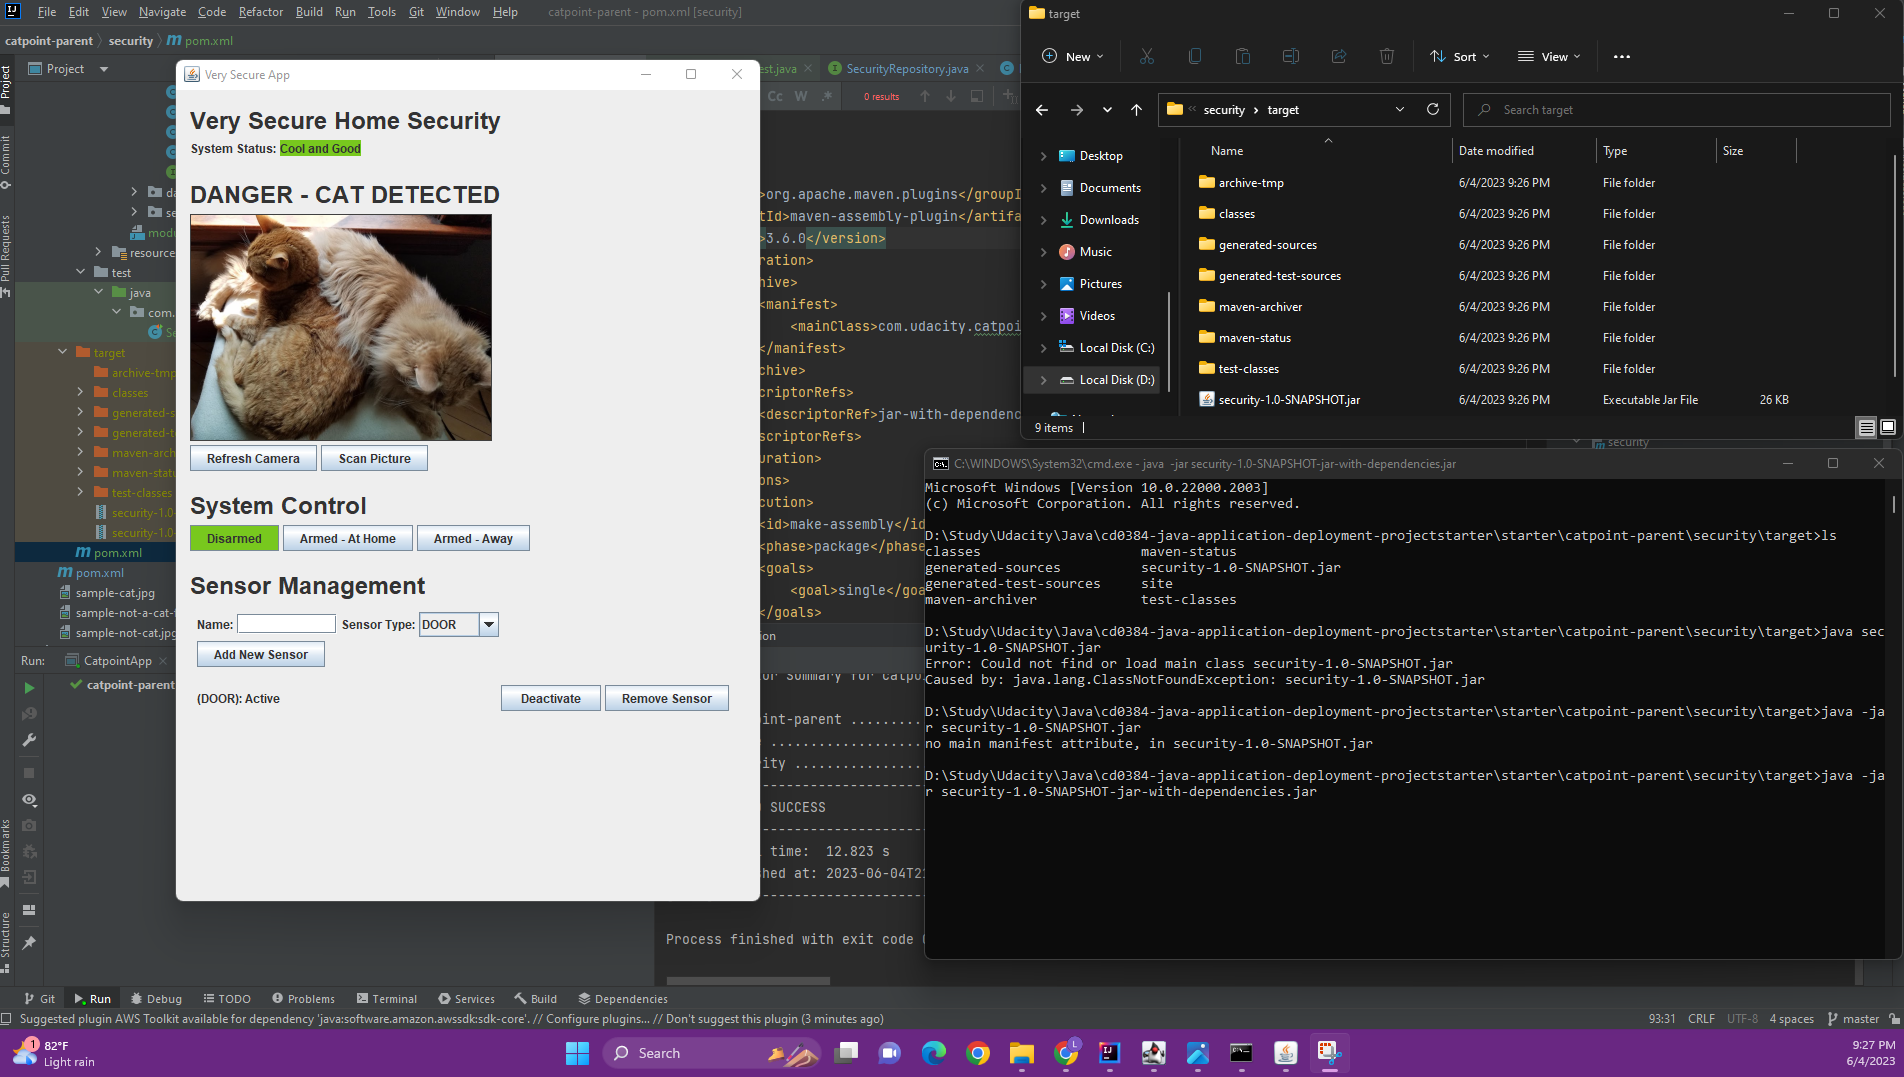 File Edit View Navigate Code Refactor Build Run Tools Git Window Help catpoint-parent - pom.xml [security]
catpoint-parent security pom.xml
Project
Project
Commit
Pull Requests
Bookmarks
Structure
resource
test
java
com.
target
archive-tmp
classes
generated-s
generated-t
maven-arch
maven-statu
test-classes
security-1.0-
security-1.0-
pom.xml
pom.xml
sample-cat.jpg
sample-not-a-cat-
sample-not-cat.jpg
Run: CatpointApp
catpoint-parent
Very Secure App
Very Secure Home Security
System Status: Cool and Good
DANGER - CAT DETECTED
Refresh Camera Scan Picture
System Control
Disarmed Armed - At Home Armed - Away
Sensor Management
Name: Sensor Type: DOOR
Add New Sensor
(DOOR): Active Deactivate Remove Sensor
est.java SecurityRepository.java
Cc W .* 0 results
>org.apache.maven.plugins</groupI
tId>maven-assembly-plugin</artifa
>3.6.0</version>
ration>
hive>
<manifest>
<mainClass>com.udacity.catpoi
</manifest>
chive>
criptorRefs>
<descriptorRef>jar-with-dependenc
scriptorRefs>
uration>
ons>
cution>
<id>make-assembly</id
<phase>package</phase
<goals>
<goal>single</goa
</goals>
ion
or Summary for catpo
int-parent ..........
..................
ity ................
SUCCESS
time: 12.823 s
hed at: 2023-06-04T21
Process finished with exit code
target
New Sort View
security target Search target
Desktop
Documents
Downloads
Music
Pictures
Videos
Local Disk (C:)
Local Disk (D:)
Name Date modified Type Size
archive-tmp 6/4/2023 9:26 PM File folder
classes 6/4/2023 9:26 PM File folder
generated-sources 6/4/2023 9:26 PM File folder
generated-test-sources 6/4/2023 9:26 PM File folder
maven-archiver 6/4/2023 9:26 PM File folder
maven-status 6/4/2023 9:26 PM File folder
test-classes 6/4/2023 9:26 PM File folder
security-1.0-SNAPSHOT.jar 6/4/2023 9:26 PM Executable Jar File 26 KB
9 items
security
C:\WINDOWS\System32\cmd.exe - java -jar security-1.0-SNAPSHOT-jar-with-dependencies.jar
Microsoft Windows [Version 10.0.22000.2003]
(c) Microsoft Corporation. All rights reserved.
D:\Study\Udacity\Java\cd0384-java-application-deployment-projectstarter\starter\catpoint-parent\security\target>ls
classes maven-status
generated-sources security-1.0-SNAPSHOT.jar
generated-test-sources site
maven-archiver test-classes
D:\Study\Udacity\Java\cd0384-java-application-deployment-projectstarter\starter\catpoint-parent\security\target>java sec
urity-1.0-SNAPSHOT.jar
Error: Could not find or load main class security-1.0-SNAPSHOT.jar
Caused by: java.lang.ClassNotFoundException: security-1.0-SNAPSHOT.jar
D:\Study\Udacity\Java\cd0384-java-application-deployment-projectstarter\starter\catpoint-parent\security\target>java -ja
r security-1.0-SNAPSHOT.jar
no main manifest attribute, in security-1.0-SNAPSHOT.jar
D:\Study\Udacity\Java\cd0384-java-application-deployment-projectstarter\starter\catpoint-parent\security\target>java -ja
r security-1.0-SNAPSHOT-jar-with-dependencies.jar
Git Run Debug TODO Problems Terminal Services Build Dependencies
Suggested plugin AWS Toolkit available for dependency 'java:software.amazon.awssdk:sdk-core'. // Configure plugins... // Don't suggest this plugin (3 minutes ago) 93:31 CRLF UTF-8 4 spaces master
1 82°F
Light rain
Search
L
9:27 PM
6/4/2023